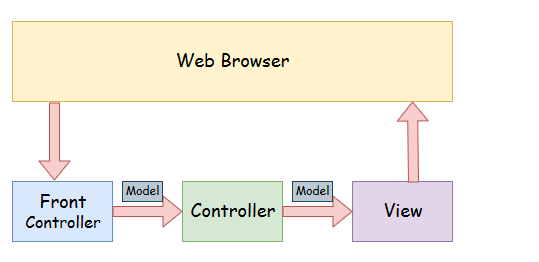 Web Browser
Model
Model
Front
Controller
Controller
View